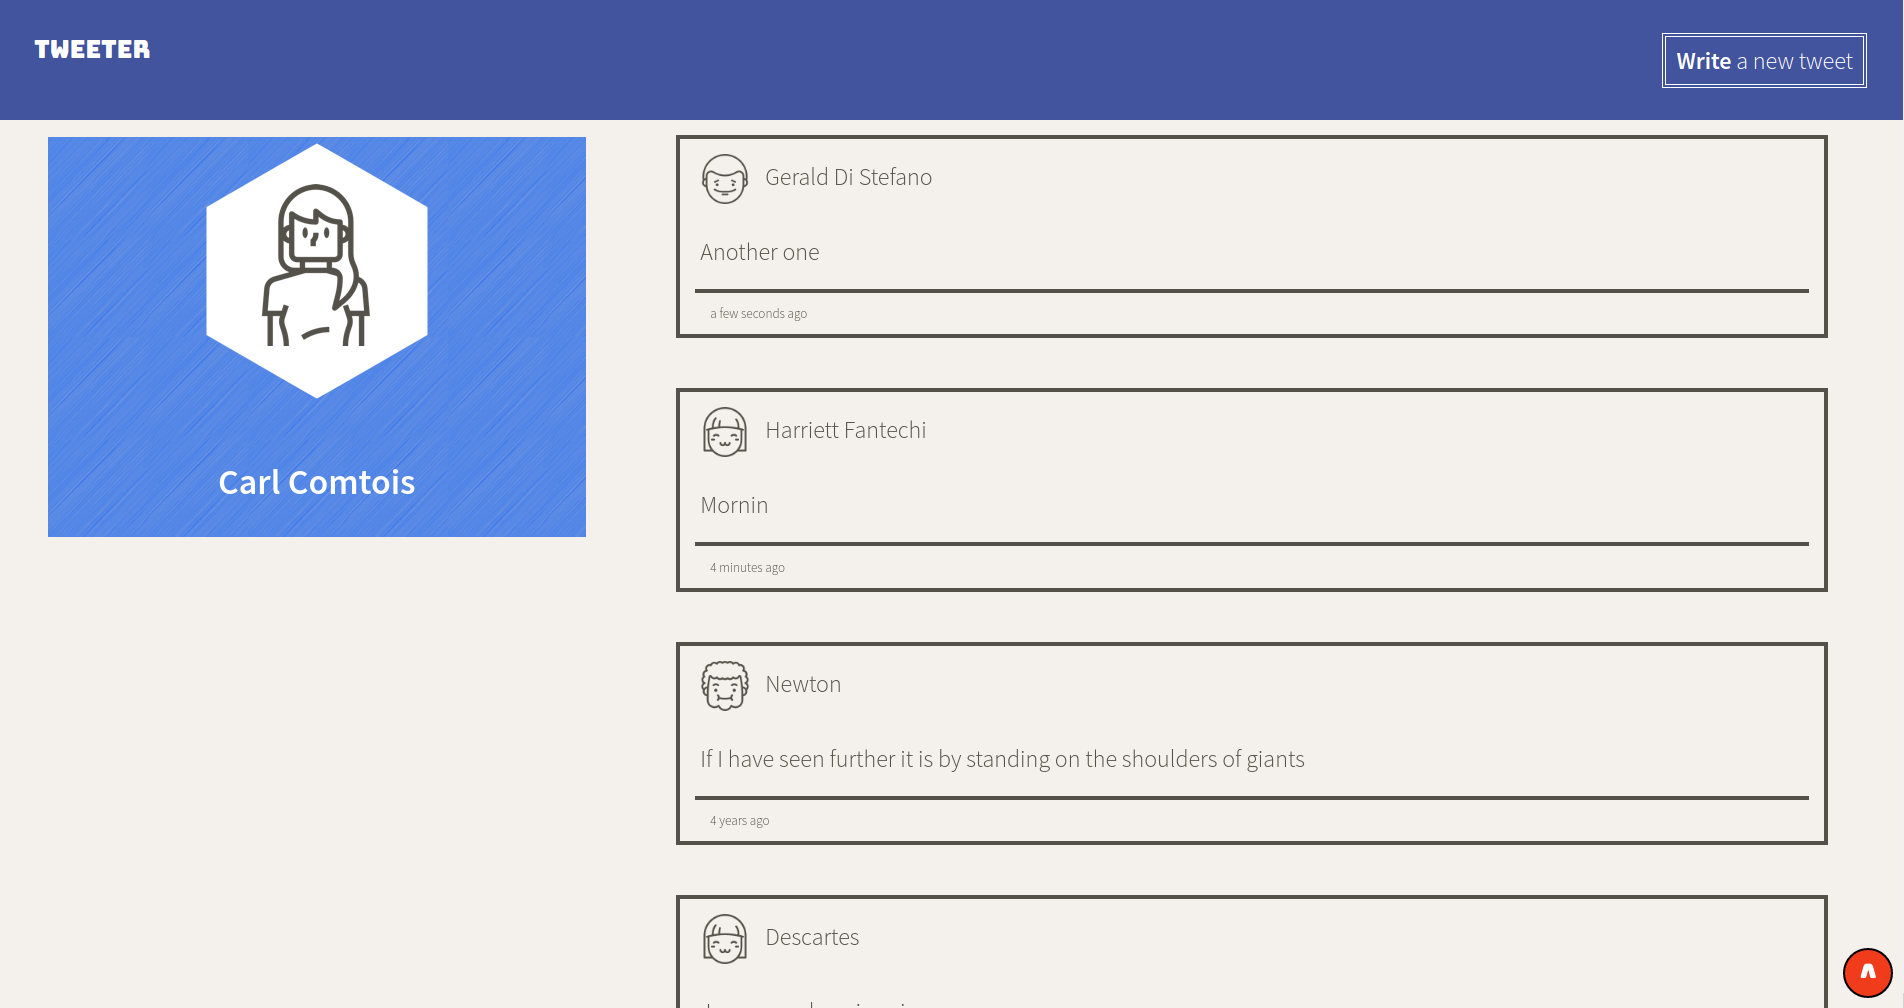 TWEETER
Write a new tweet
Carl Comtois
Gerald Di Stefano
Another one
a few seconds ago
Harriett Fantechi
Mornin
4 minutes ago
Newton
If I have seen further it is by standing on the shoulders of giants
4 years ago
Descartes